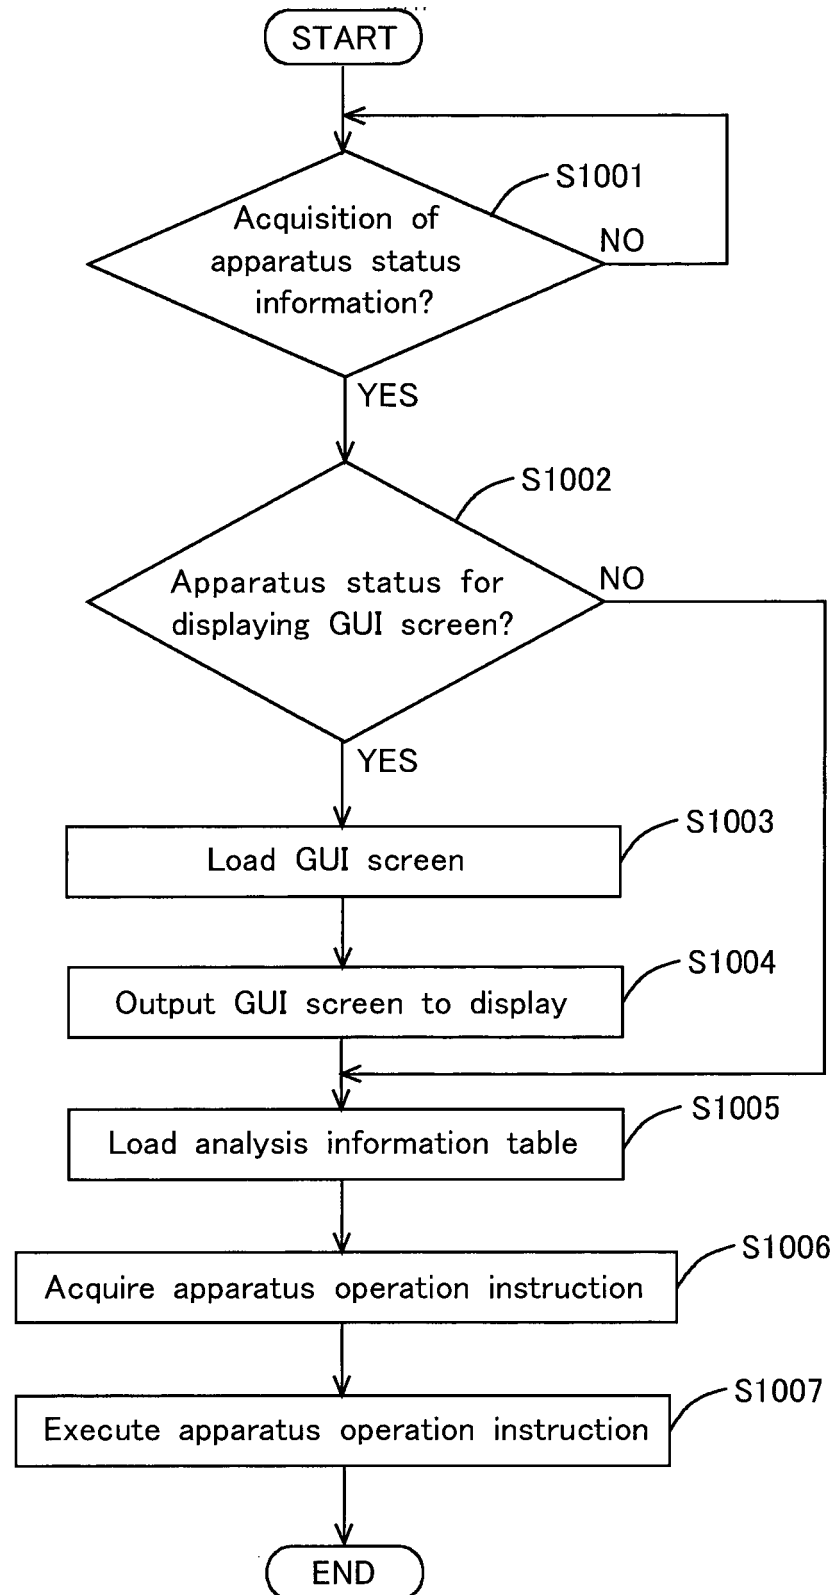 START
S1001
Acquisition of
apparatus status
information?
NO
YES
S1002
Apparatus status for
displaying GUI screen?
NO
YES
S1003
Load GUI screen
S1004
Output GUI screen to display
S1005
Load analysis information table
S1006
Acquire apparatus operation instruction
S1007
Execute apparatus operation instruction
END